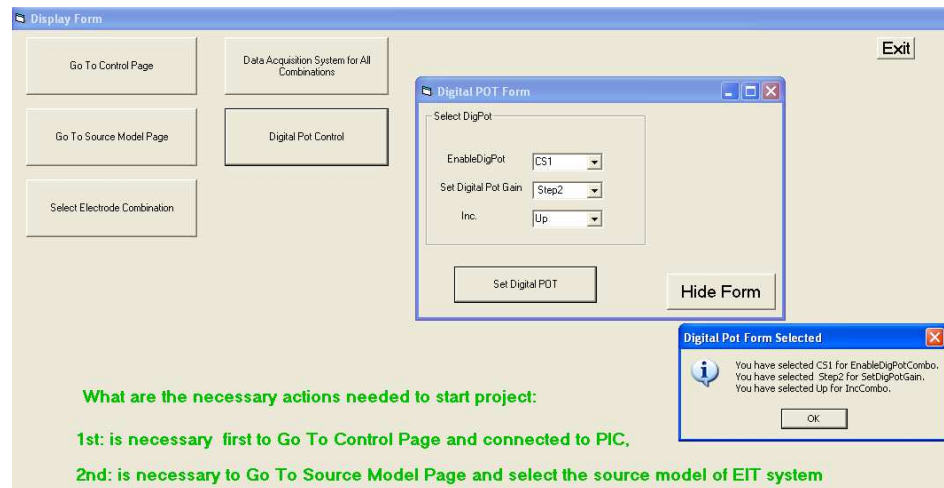 Display Form
Go To Control Page
Data Acquisition System for All
Combinations
Exit
Go To Source Model Page
Digital Pot Control
Select Electrode Combination
Digital POT Form
Select DigPot
EnableDigPot CS1
Set Digital Pot Gain Step2
Inc. Up
Set Digital POT
Hide Form
Digital Pot Form Selected
You have selected CS1 for EnableDigPotCombo.
You have selected Step2 for SetDigPotGain.
You have selected Up for IncCombo.
OK
What are the necessary actions needed to start project:
1st: is necessary first to Go To Control Page and connected to PIC,
2nd: is necessary to Go To Source Model Page and select the source model of EIT system